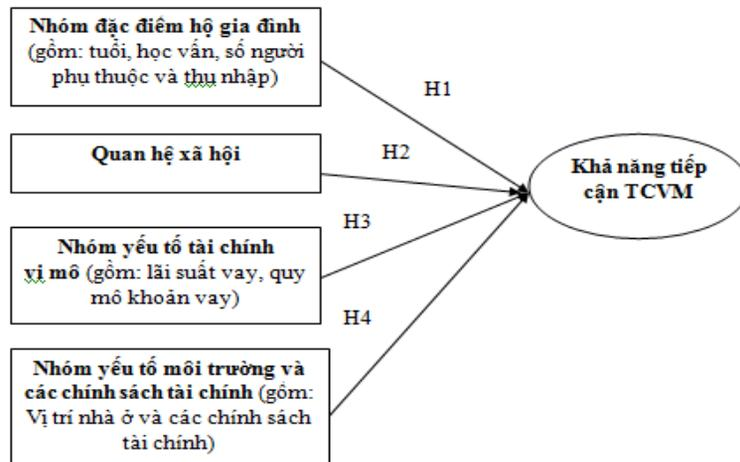 Nhóm đặc điểm hộ gia đình
(gồm: tuổi, học vấn, số người
phụ thuộc và thu nhập)
H1
Quan hệ xã hội
H2
Khả năng tiếp
cận TCVM
H3
Nhóm yếu tố tài chính
vi mô (gồm: lãi suất vay, quy
mô khoản vay)
H4
Nhóm yếu tố môi trường và
các chính sách tài chính (gồm:
Vị trí nhà ở và các chính sách
tài chính)